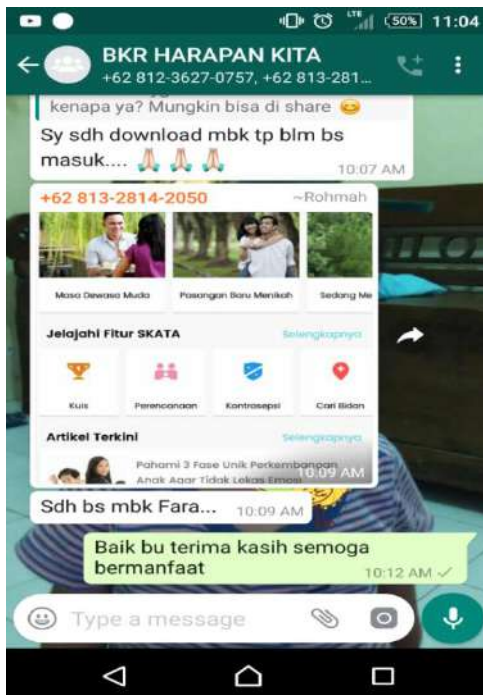 LTE 50% 11:04
BKR HARAPAN KITA
+62 812-3627-0757, +62 813-281...
kenapa ya? Mungkin bisa di share 😄
Sy sdh download mbk tp blm bs
masuk.... 🙏🏻 🙏🏻 🙏🏻
10:07 AM
+62 813-2814-2050 ~Rohmah
Masa Dewasa Muda Pasangan Baru Menikah Sedang Me
Jelajahi Fitur SKATA Selengkapnya
Kuis Perencanaan Kontrasepsi Cari Bidan
Artikel Terkini Selengkapnya
Pahami 3 Fase Unik Perkembangan
Anak Agar Tidak Lekas Emosi
10:09 AM
Sdh bs mbk Fara... 10:09 AM
Baik bu terima kasih semoga
bermanfaat
10:12 AM
Type a message